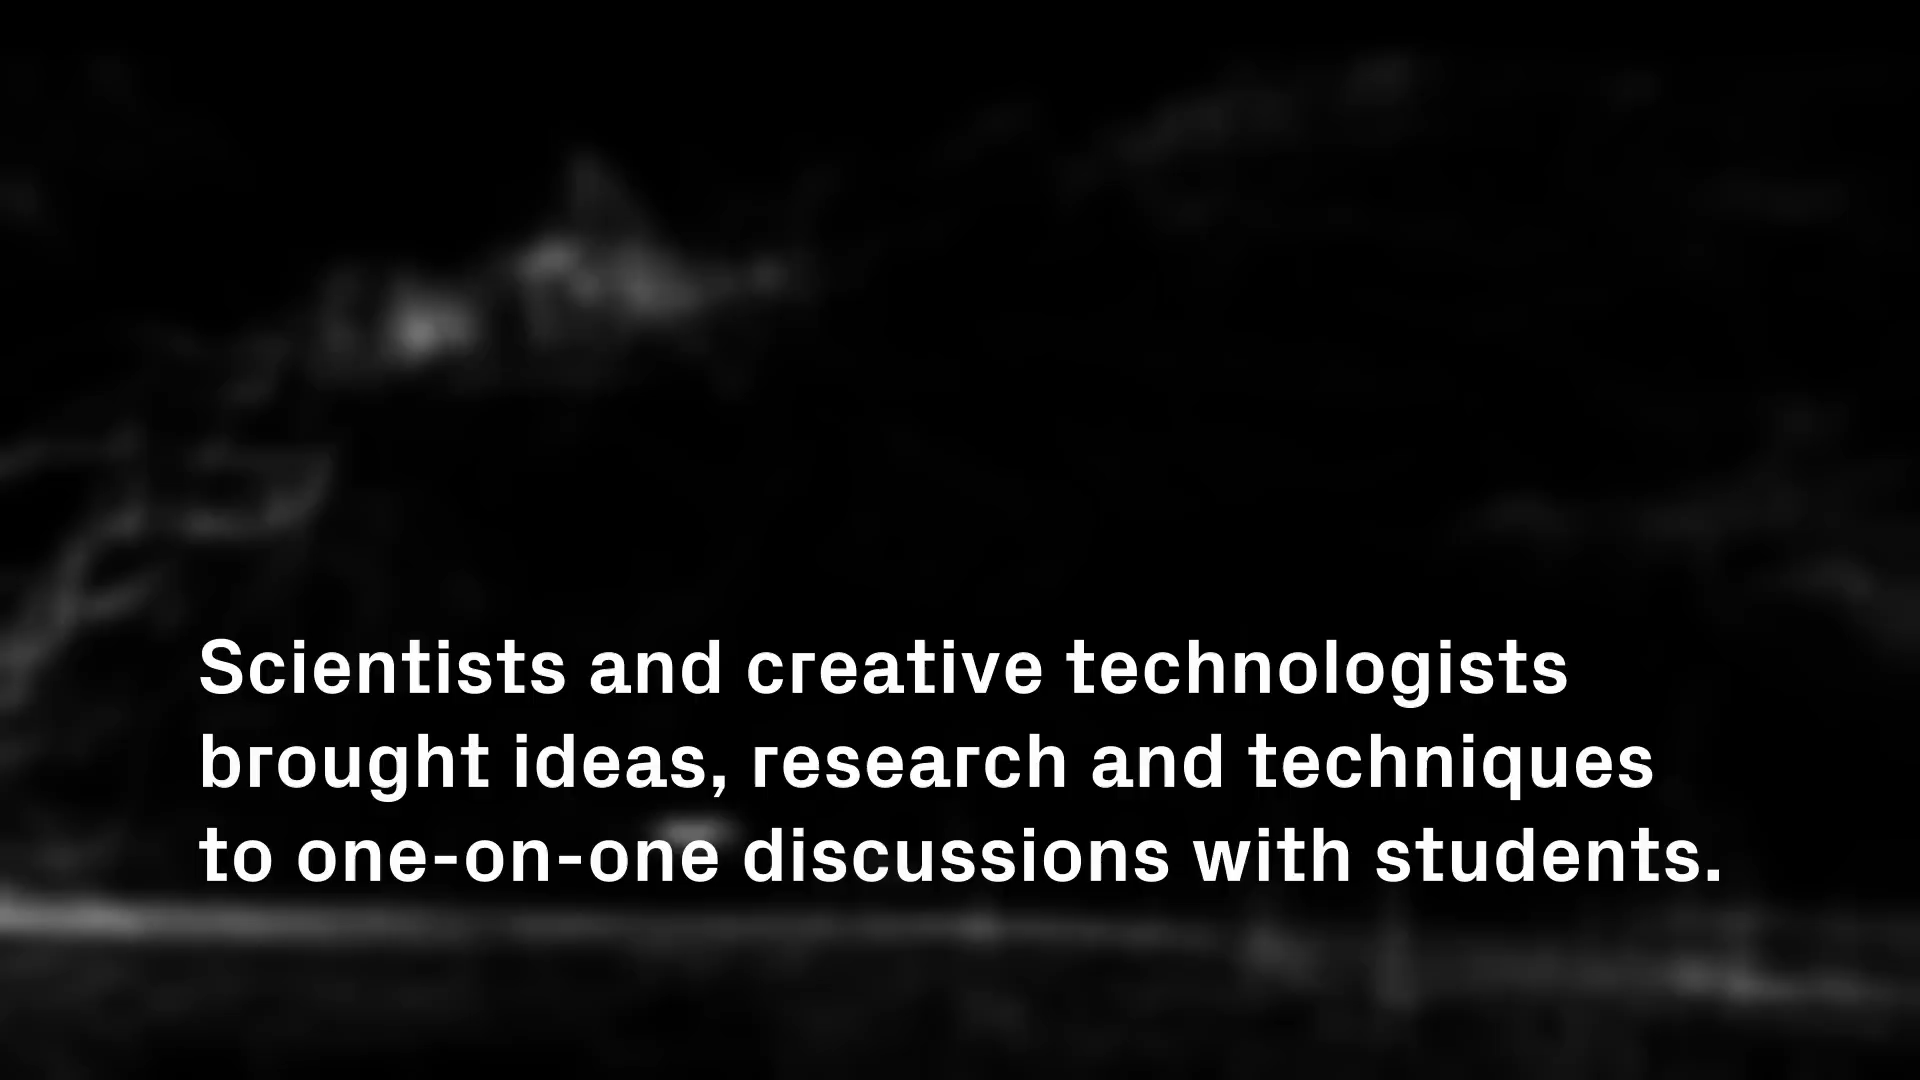 Scientists and creative technologists
brought ideas, research and techniques
to one-on-one discussions with students.